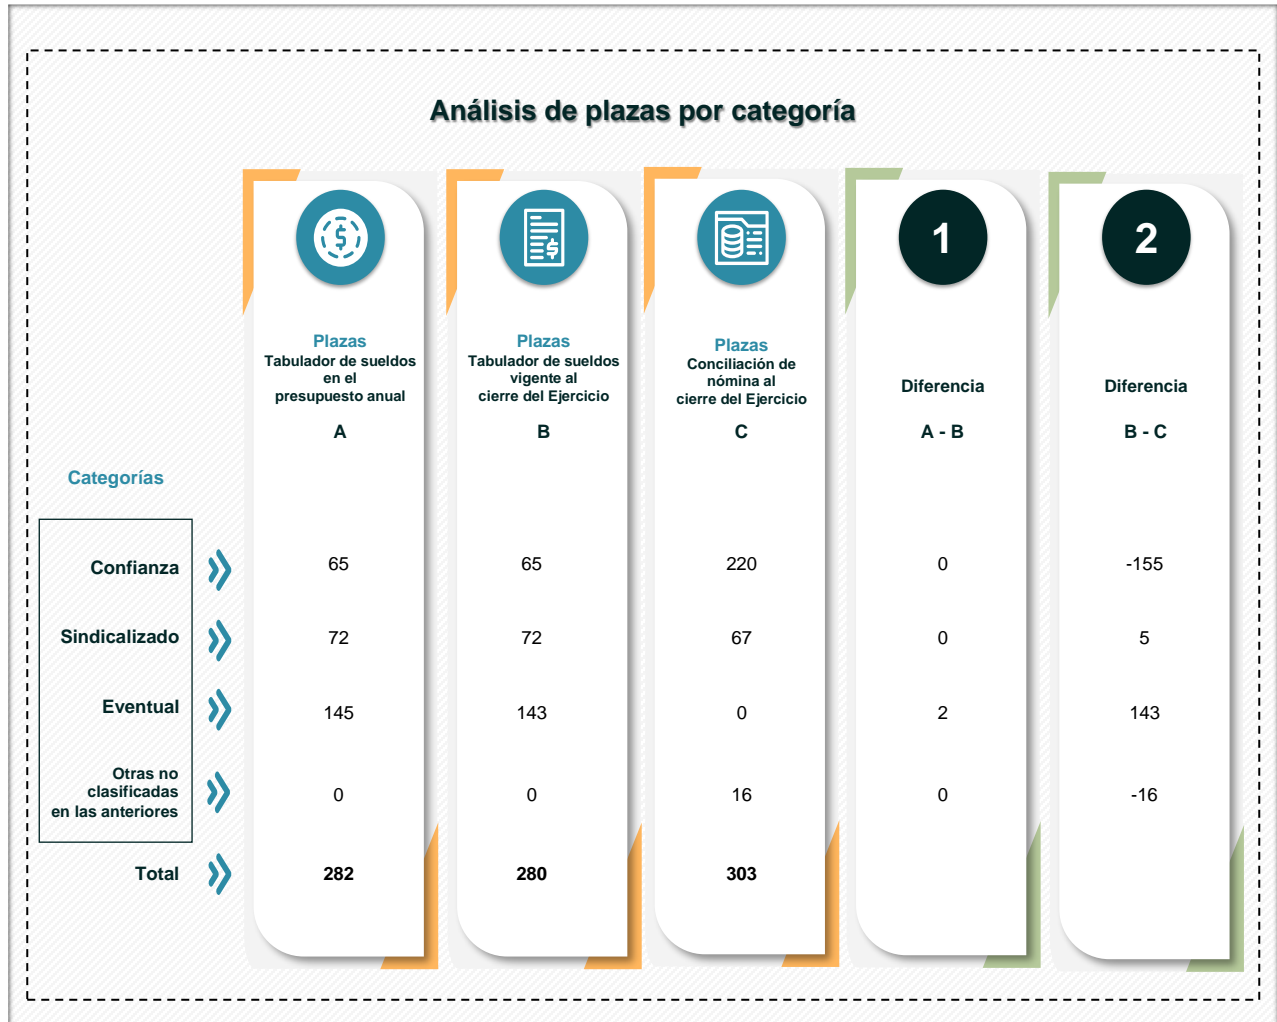 Análisis de plazas por categoría
1
2
Plazas
Tabulador de sueldos
en el
presupuesto anual
A
Plazas
Tabulador de sueldos
vigente al
cierre del Ejercicio
B
Plazas
Conciliación de
nómina al
cierre del Ejercicio
C
Diferencia
A - B
Diferencia
B - C
Categorías
Confianza 65 65 220 0 -155
Sindicalizado 72 72 67 0 5
Eventual 145 143 0 2 143
Otras no
clasificadas
en las anteriores 0 0 16 0 -16
Total 282 280 303